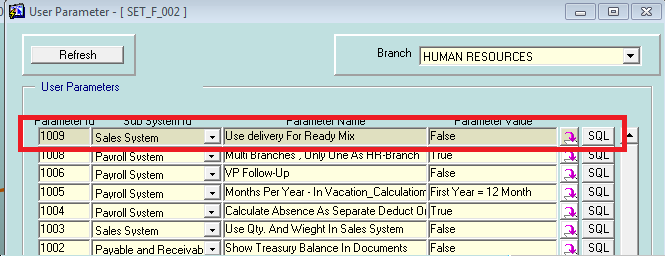 User Parameter - [ SET_F_002 ]
Refresh
Branch HUMAN RESOURCES
User Parameters
Parameter Id Sub System Id Parameter Name Parameter Value
1009 Sales System Use delivery For Ready Mix False SQL
1008 Payroll System Multi Branches , Only One As HR-Branch True SQL
1006 Payroll System VP Follow-Up False SQL
1005 Payroll System Months Per Year - In Vacation_Calculation First Year = 12 Month SQL
1004 Payroll System Calculate Absence As Separate Deduct Or True SQL
1003 Sales System Use Qty. And Wieght In Sales System False SQL
1002 Payable and Receivab Show Treasury Balance In Documents False SQL